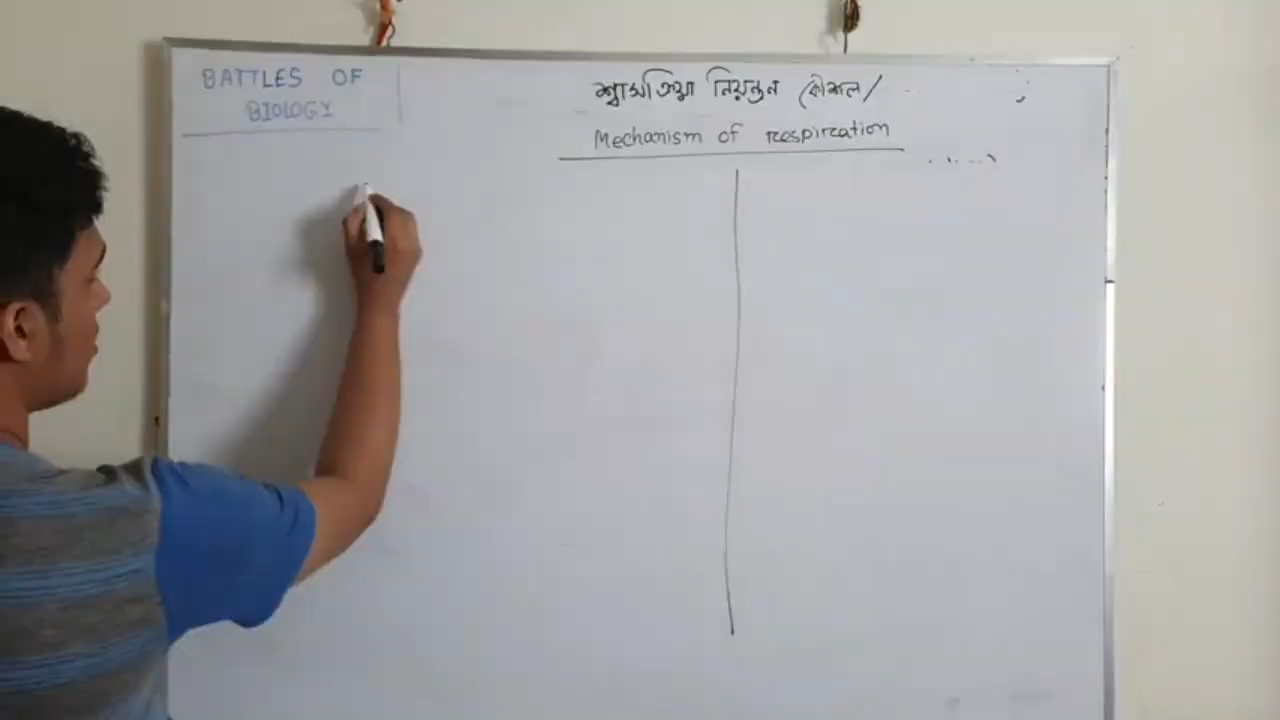 BATTLES OF
BIOLOGY
শ্বাসক্রিয়া নিয়ন্ত্রন কৌশল /
Mechanism of Respiration